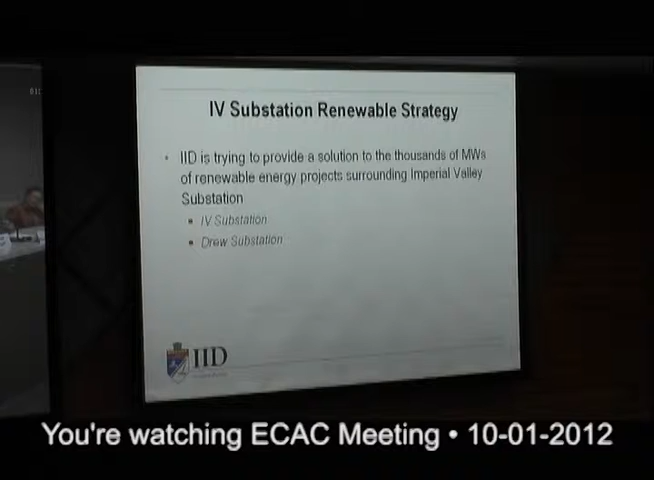 IV Substation Renewable Strategy
• IID is trying to provide a solution to the thousands of MWs
of renewable energy projects surrounding Imperial Valley
Substation
• IV Substation
• Drew Substation
IID
You're watching ECAC Meeting • 10-01-2012